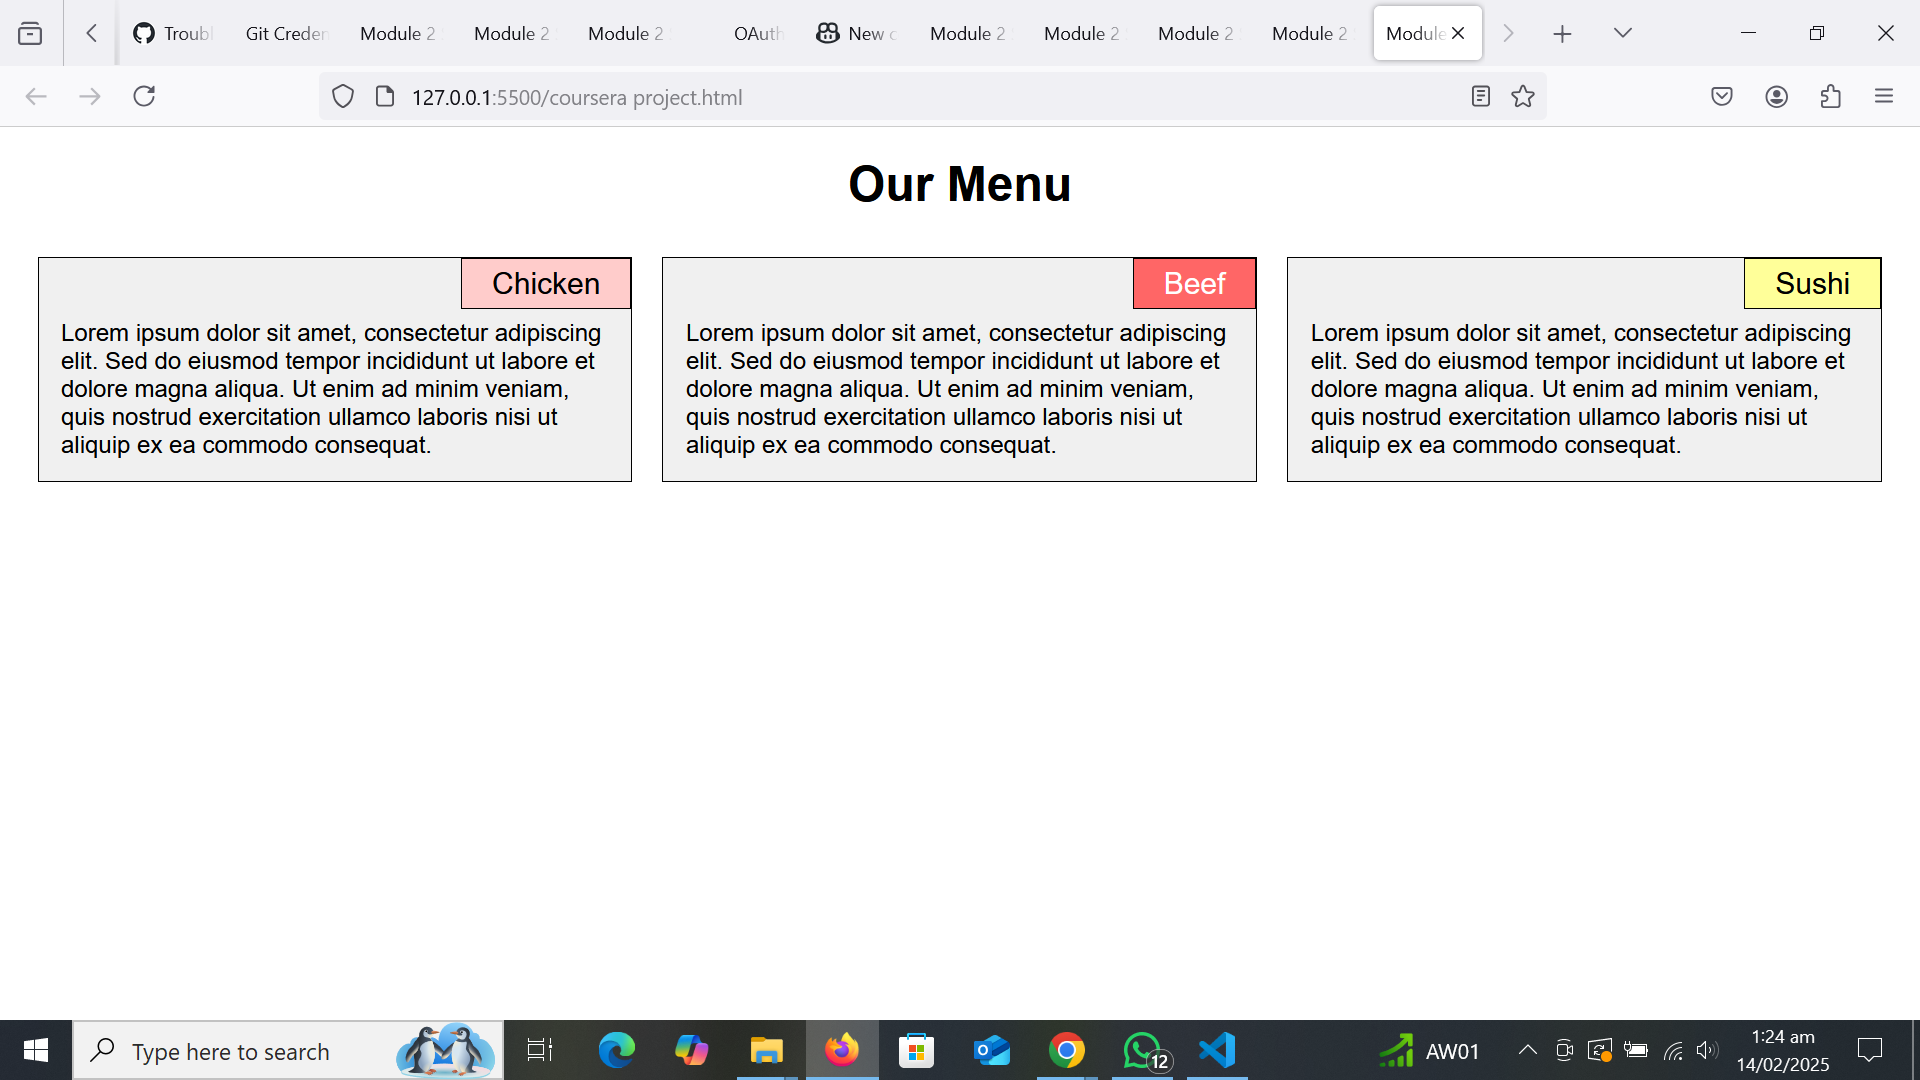 Troubl
Git Creden
Module 2
Module 2
Module 2
OAuth
New c
Module 2
Module 2
Module 2
Module 2
Module
127.0.0.1:5500/coursera project.html
Our Menu
Chicken
Lorem ipsum dolor sit amet, consectetur adipiscing
elit. Sed do eiusmod tempor incididunt ut labore et
dolore magna aliqua. Ut enim ad minim veniam,
quis nostrud exercitation ullamco laboris nisi ut
aliquip ex ea commodo consequat.
Beef
Lorem ipsum dolor sit amet, consectetur adipiscing
elit. Sed do eiusmod tempor incididunt ut labore et
dolore magna aliqua. Ut enim ad minim veniam,
quis nostrud exercitation ullamco laboris nisi ut
aliquip ex ea commodo consequat.
Sushi
Lorem ipsum dolor sit amet, consectetur adipiscing
elit. Sed do eiusmod tempor incididunt ut labore et
dolore magna aliqua. Ut enim ad minim veniam,
quis nostrud exercitation ullamco laboris nisi ut
aliquip ex ea commodo consequat.
Type here to search
12
AW01
1:24 am
14/02/2025